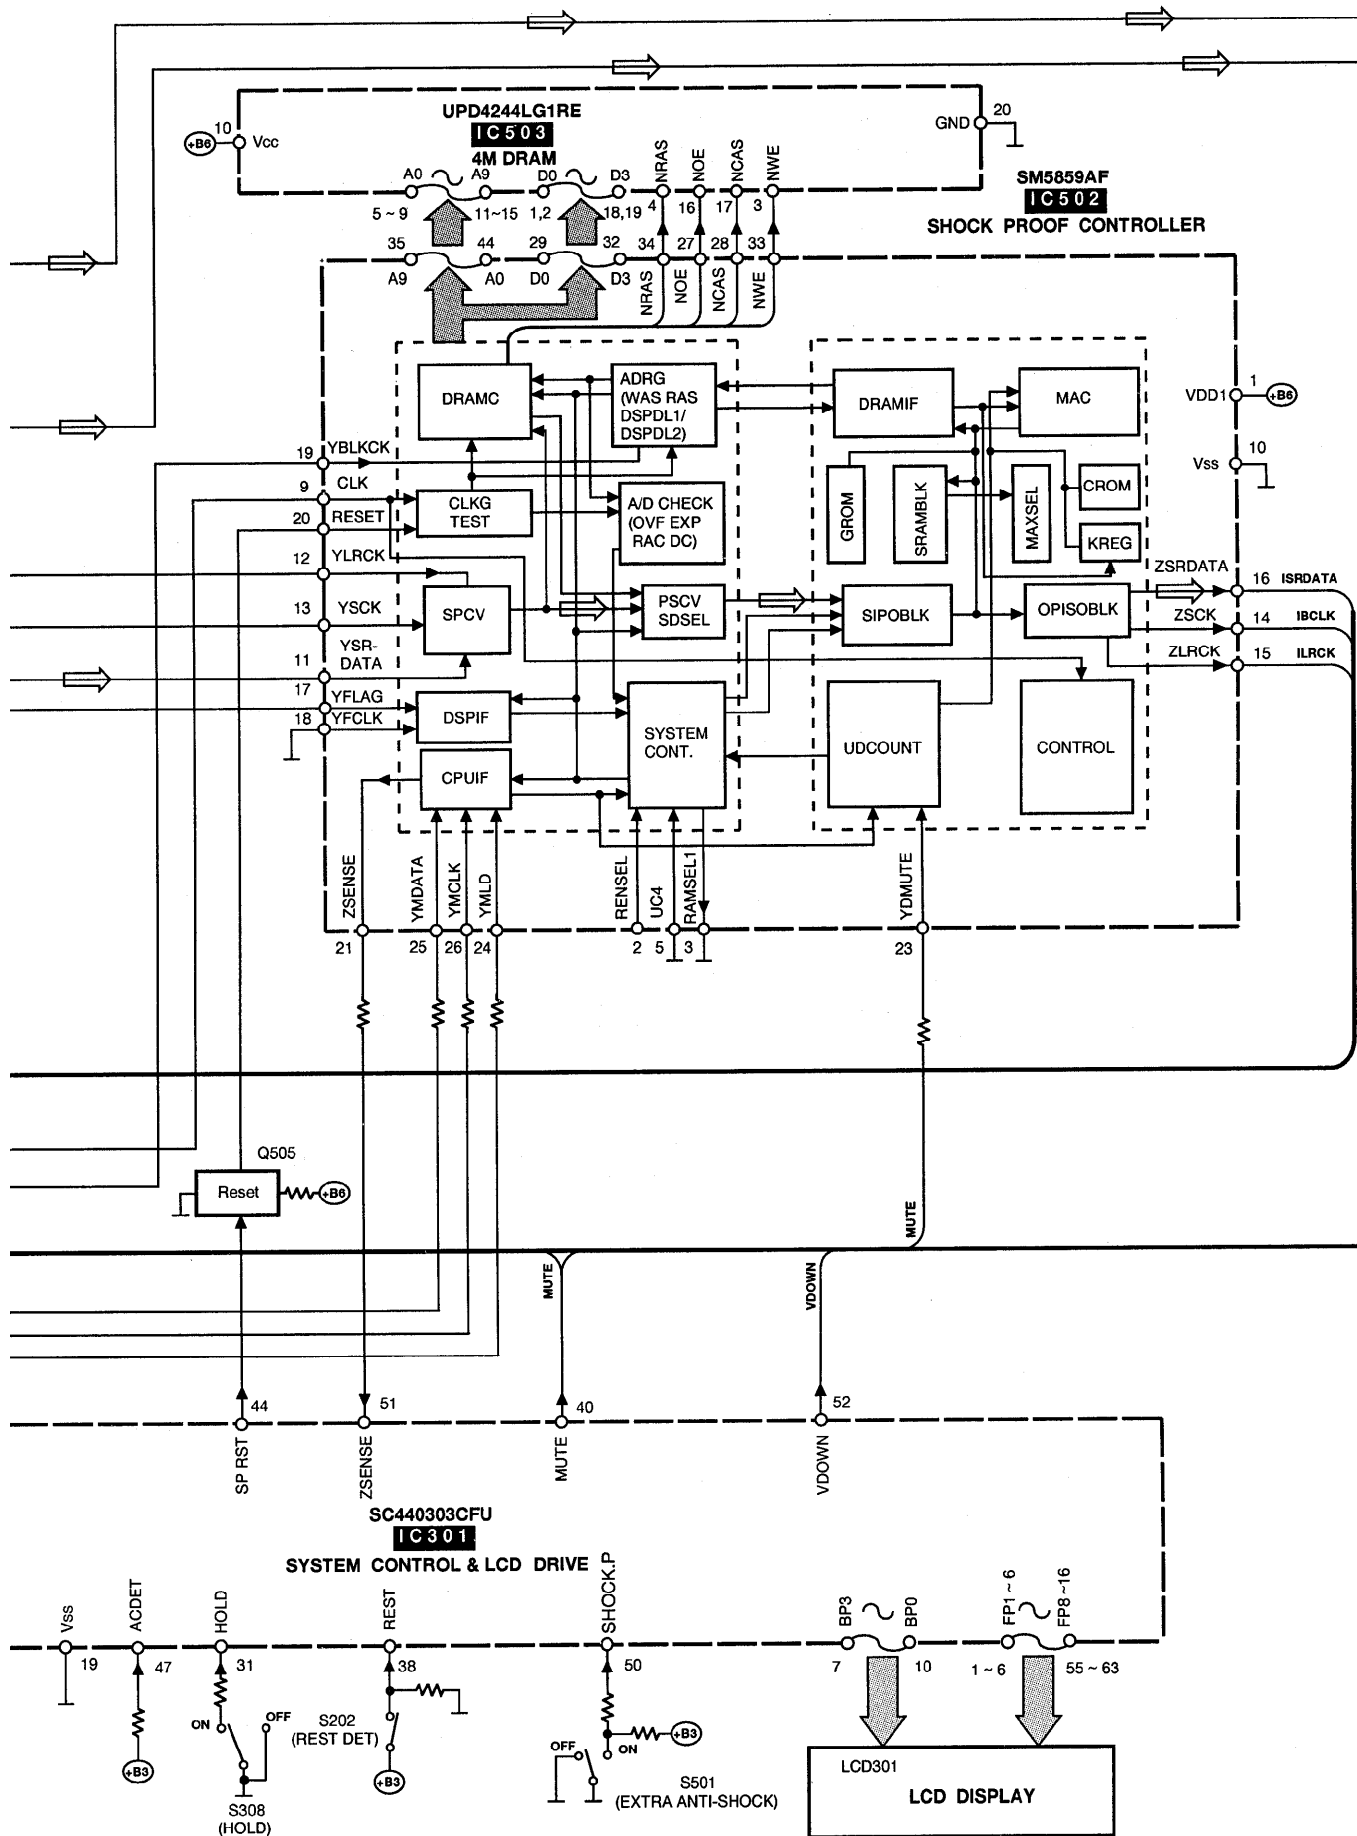 UPD4244LG1RE
IC503
4M DRAM
10
+B6
Vcc
GND
20
A0
A9
D0
D3
NRAS
NOE
NCAS
NWE
5 ~ 9
11~15
1,2
18,19
4
16
17
3
SM5859AF
IC502
SHOCK PROOF CONTROLLER
35
44
29
32
34
27
28
33
A9
A0
D0
D3
NRAS
NOE
NCAS
NWE
DRAMC
ADRG
(WAS RAS
DSPDL1/
DSPDL2)
DRAMIF
MAC
VDD1
1
+B6
19
YBLKCK
Vss
10
9
CLK
CLKG
TEST
A/D CHECK
(OVF EXP
RAC DC)
GROM
SRAMBLK
MAXSEL
CROM
KREG
20
RESET
12
YLRCK
ZSRDATA
16
ISRDATA
13
YSCK
SPCV
PSCV
SDSEL
SIPOBLK
OPISOBLK
ZSCK
14
IBCLK
11
YSR-
DATA
ZLRCK
15
ILRCK
17
YFLAG
18
YFCLK
DSPIF
SYSTEM
CONT.
UDCOUNT
CONTROL
CPUIF
ZSENSE
YMDATA
YMCLK
YMLD
RENSEL
UC4
RAMSEL1
YDMUTE
21
25
26
24
2
5
3
23
Q505
Reset
+B6
MUTE
MUTE
VDOWN
44
51
40
52
SP RST
ZSENSE
MUTE
VDOWN
SC440303CFU
IC301
SYSTEM CONTROL & LCD DRIVE
Vss
ACDET
HOLD
REST
SHOCK.P
BP3
BP0
FP1 ~ 6
FP8~16
19
47
31
38
50
7
10
1 ~ 6
55 ~ 63
ON
OFF
S202
(REST DET)
+B3
OFF
ON
+B3
+B3
S308
(HOLD)
S501
(EXTRA ANTI-SHOCK)
LCD301
LCD DISPLAY